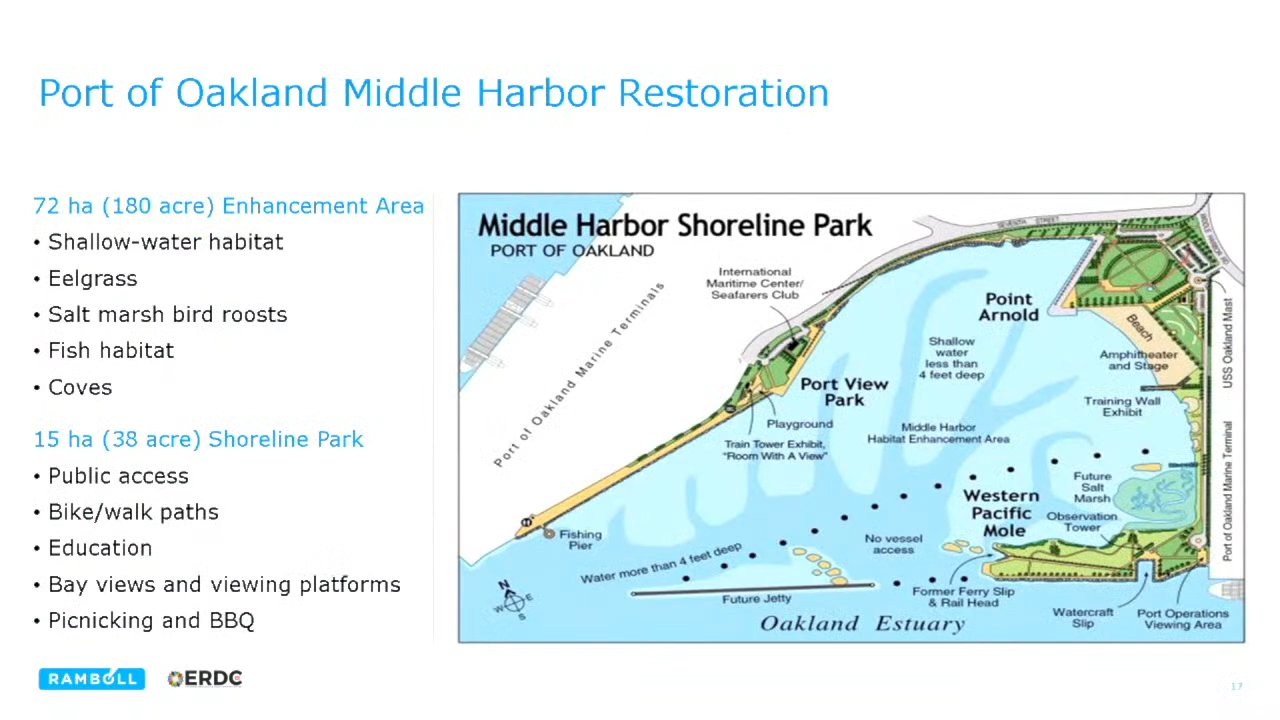 Port of Oakland Middle Harbor Restoration
72 ha (180 acre) Enhancement Area
• Shallow-water habitat
• Eelgrass
• Salt marsh bird roosts
• Fish habitat
• Coves
15 ha (38 acre) Shoreline Park
• Public access
• Bike/walk paths
• Education
• Bay views and viewing platforms
• Picnicking and BBQ
Middle Harbor Shoreline Park
PORT OF OAKLAND
SEVENTH STREET
International
Maritime Center/
Seafarers Club
Port of Oakland Marine Terminals
Point
Arnold
Beach
USS Oakland Mast
Shallow
water
less than
4 feet deep
Amphitheater
and Stage
Port View
Park
Training Wall
Exhibit
Playground
Middle Harbor
Habitat Enhancement Area
Train Tower Exhibit,
"Room With A View"
Port of Oakland Marine Terminal
Future
Salt
Marsh
Western
Pacific
Mole
Observation
Tower
Fishing
Pier
No vessel
access
Water more than 4 feet deep
N
W
E
S
Future Jetty
Former Ferry Slip
& Rail Head
Watercraft
Slip
Port Operations
Viewing Area
Oakland Estuary
RAMBOLL
ERDC
17